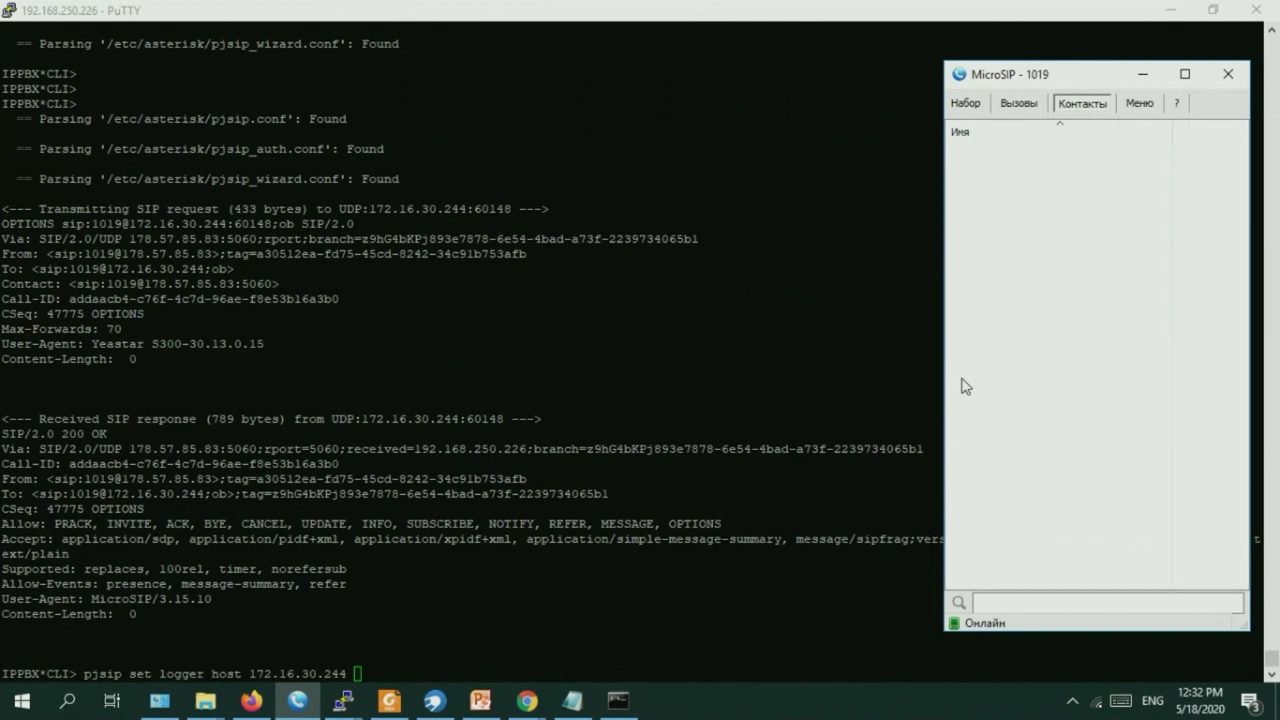 192.168.250.226 - PuTTY
== Parsing '/etc/asterisk/pjsip_wizard.conf': Found
IPPBX*CLI>
IPPBX*CLI>
IPPBX*CLI>
== Parsing '/etc/asterisk/pjsip.conf': Found
== Parsing '/etc/asterisk/pjsip_auth.conf': Found
== Parsing '/etc/asterisk/pjsip_wizard.conf': Found
<--- Transmitting SIP request (433 bytes) to UDP:172.16.30.244:60148 --->
OPTIONS sip:1019@172.16.30.244:60148;ob SIP/2.0
Via: SIP/2.0/UDP 178.57.85.83:5060;rport;branch=z9hG4bKPj893e7878-6e54-4bad-a73f-2239734065b1
From: <sip:1019@178.57.85.83>;tag=a30512ea-fd75-45cd-8242-34c91b753afb
To: <sip:1019@172.16.30.244;ob>
Contact: <sip:1019@178.57.85.83:5060>
Call-ID: addaacb4-c76f-4c7d-96ae-f8e53b16a3b0
CSeq: 47775 OPTIONS
Max-Forwards: 70
User-Agent: Yeastar S300-30.13.0.15
Content-Length:  0
<--- Received SIP response (789 bytes) from UDP:172.16.30.244:60148 --->
SIP/2.0 200 OK
Via: SIP/2.0/UDP 178.57.85.83:5060;rport=5060;received=192.168.250.226;branch=z9hG4bKPj893e7878-6e54-4bad-a73f-2239734065b1
Call-ID: addaacb4-c76f-4c7d-96ae-f8e53b16a3b0
From: <sip:1019@178.57.85.83>;tag=a30512ea-fd75-45cd-8242-34c91b753afb
To: <sip:1019@172.16.30.244;ob>;tag=z9hG4bKPj893e7878-6e54-4bad-a73f-2239734065b1
CSeq: 47775 OPTIONS
Allow: PRACK, INVITE, ACK, BYE, CANCEL, UPDATE, INFO, SUBSCRIBE, NOTIFY, REFER, MESSAGE, OPTIONS
Accept: application/sdp, application/pidf+xml, application/xpidf+xml, application/simple-message-summary, message/sipfrag;vers t
ext/plain
Supported: replaces, 100rel, timer, norefersub
Allow-Events: presence, message-summary, refer
User-Agent: MicroSIP/3.15.10
Content-Length:  0
IPPBX*CLI> pjsip set logger host 172.16.30.244
MicroSIP - 1019
Набор Вызовы Контакты Меню ?
Имя
Онлайн
ENG
12:32 PM
5/18/2020
3